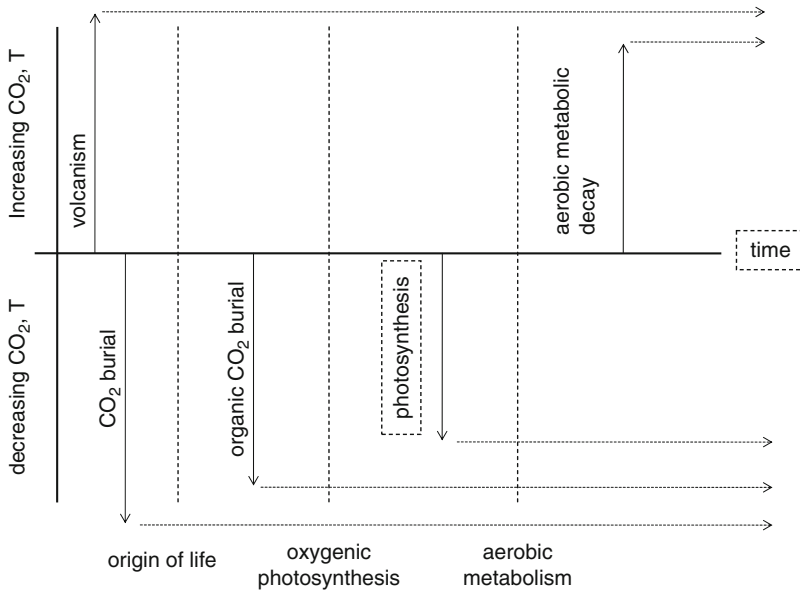 Increasing CO₂, T
volcanism
aerobic metabolic
decay
time
decreasing CO₂, T
CO₂ burial
organic CO₂ burial
photosynthesis
origin of life
oxygenic
photosynthesis
aerobic
metabolism